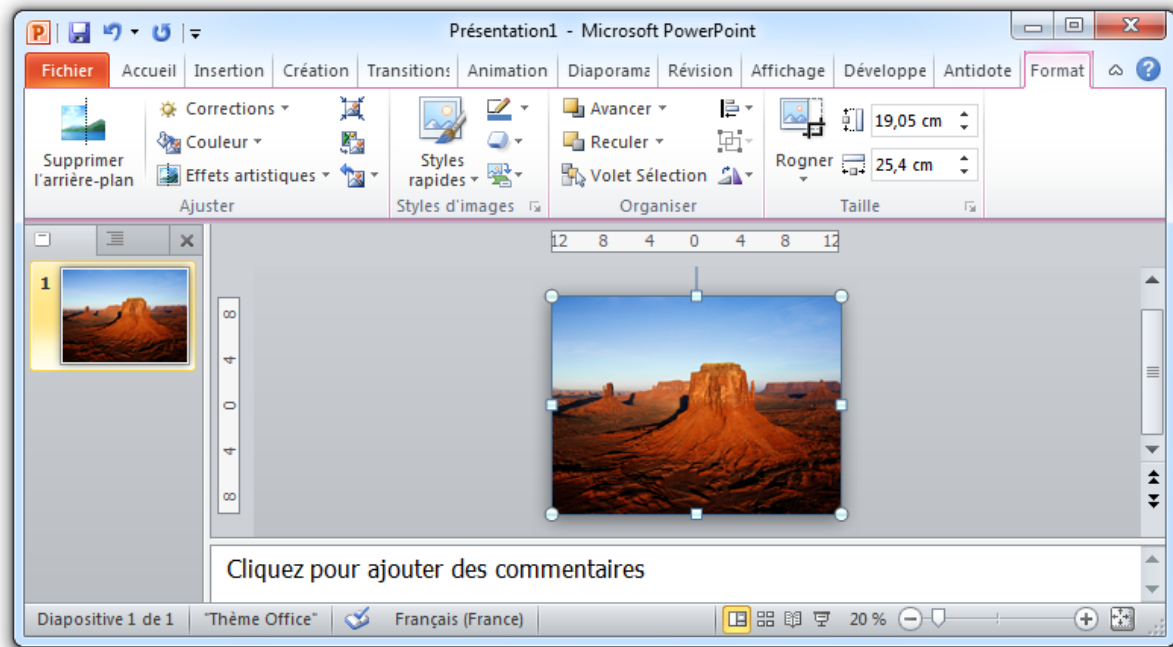 Présentation1 - Microsoft PowerPoint
Fichier Accueil Insertion Création Transitions Animation Diaporama Révision Affichage Développe Antidote Format
Supprimer l'arrière-plan
Corrections
Couleur
Effets artistiques
Ajuster
Styles rapides
Styles d'images
Avancer
Reculer
Volet Sélection
Organiser
Rogner
19,05 cm
25,4 cm
Taille
12 8 4 0 4 8 12
1
8
4
0
4
8
Cliquez pour ajouter des commentaires
Diapositive 1 de 1 "Thème Office" Français (France) 20 %